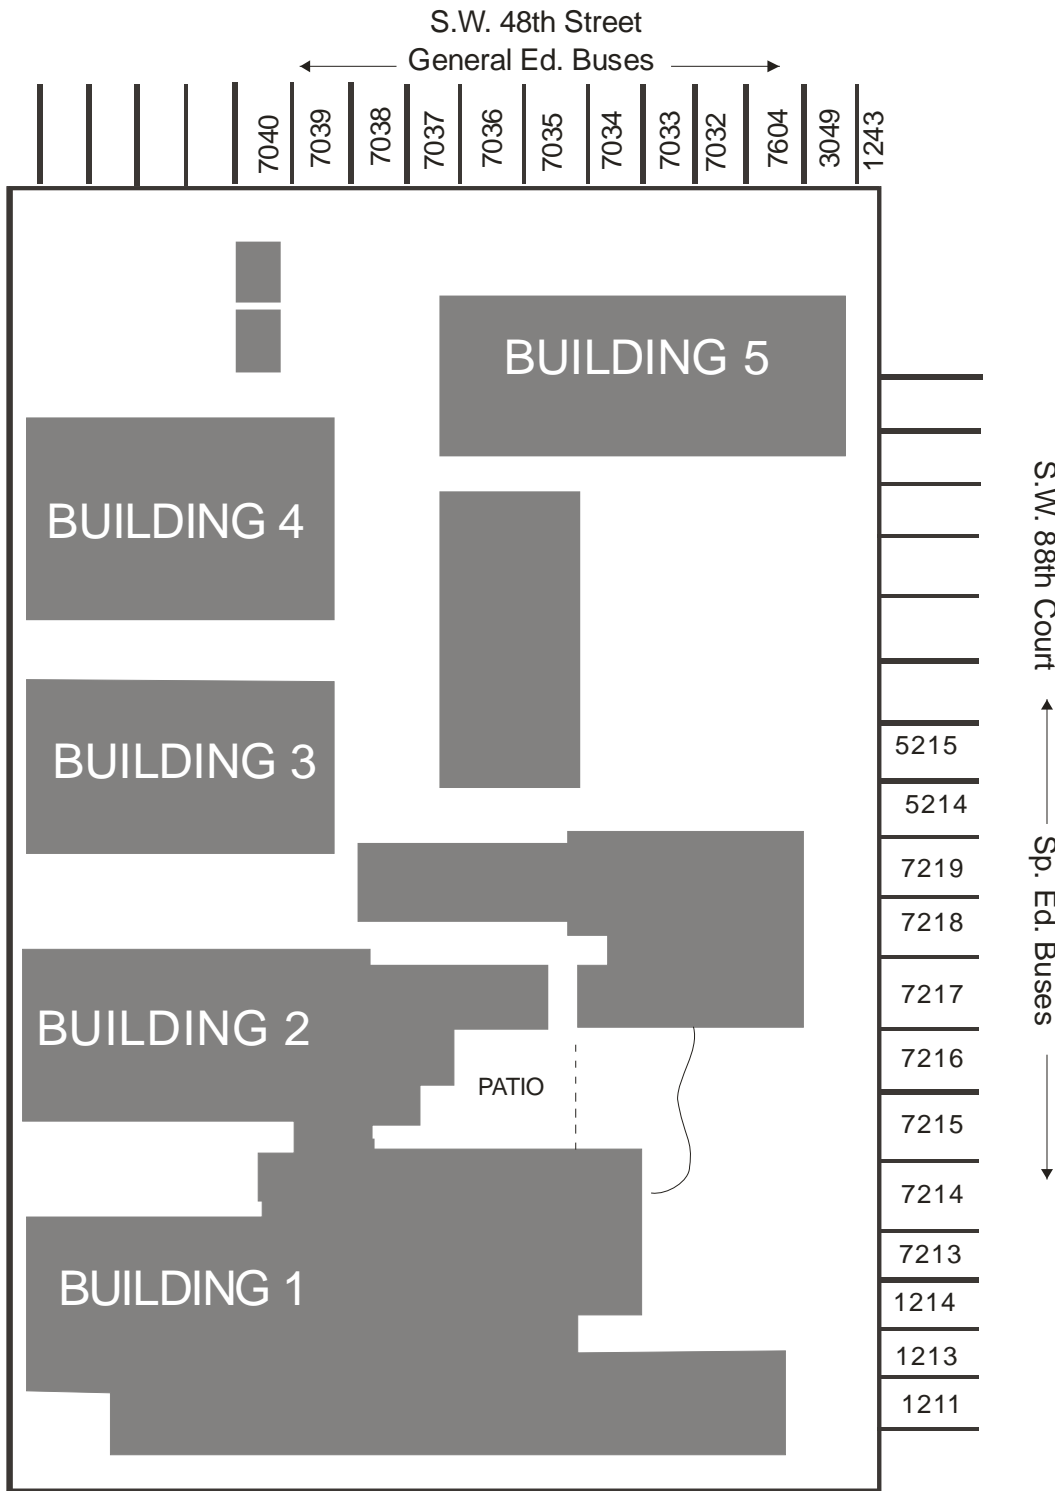 S.W. 48th Street
General Ed. Buses
7040
7039
7038
7037
7036
7035
7034
7033
7032
7604
3049
1243
BUILDING 5
BUILDING 4
S.W. 88th Court
BUILDING 3
5215
5214
7219
7218
Sp. Ed. Buses
7217
BUILDING 2
7216
PATIO
7215
7214
7213
BUILDING 1
1214
1213
1211